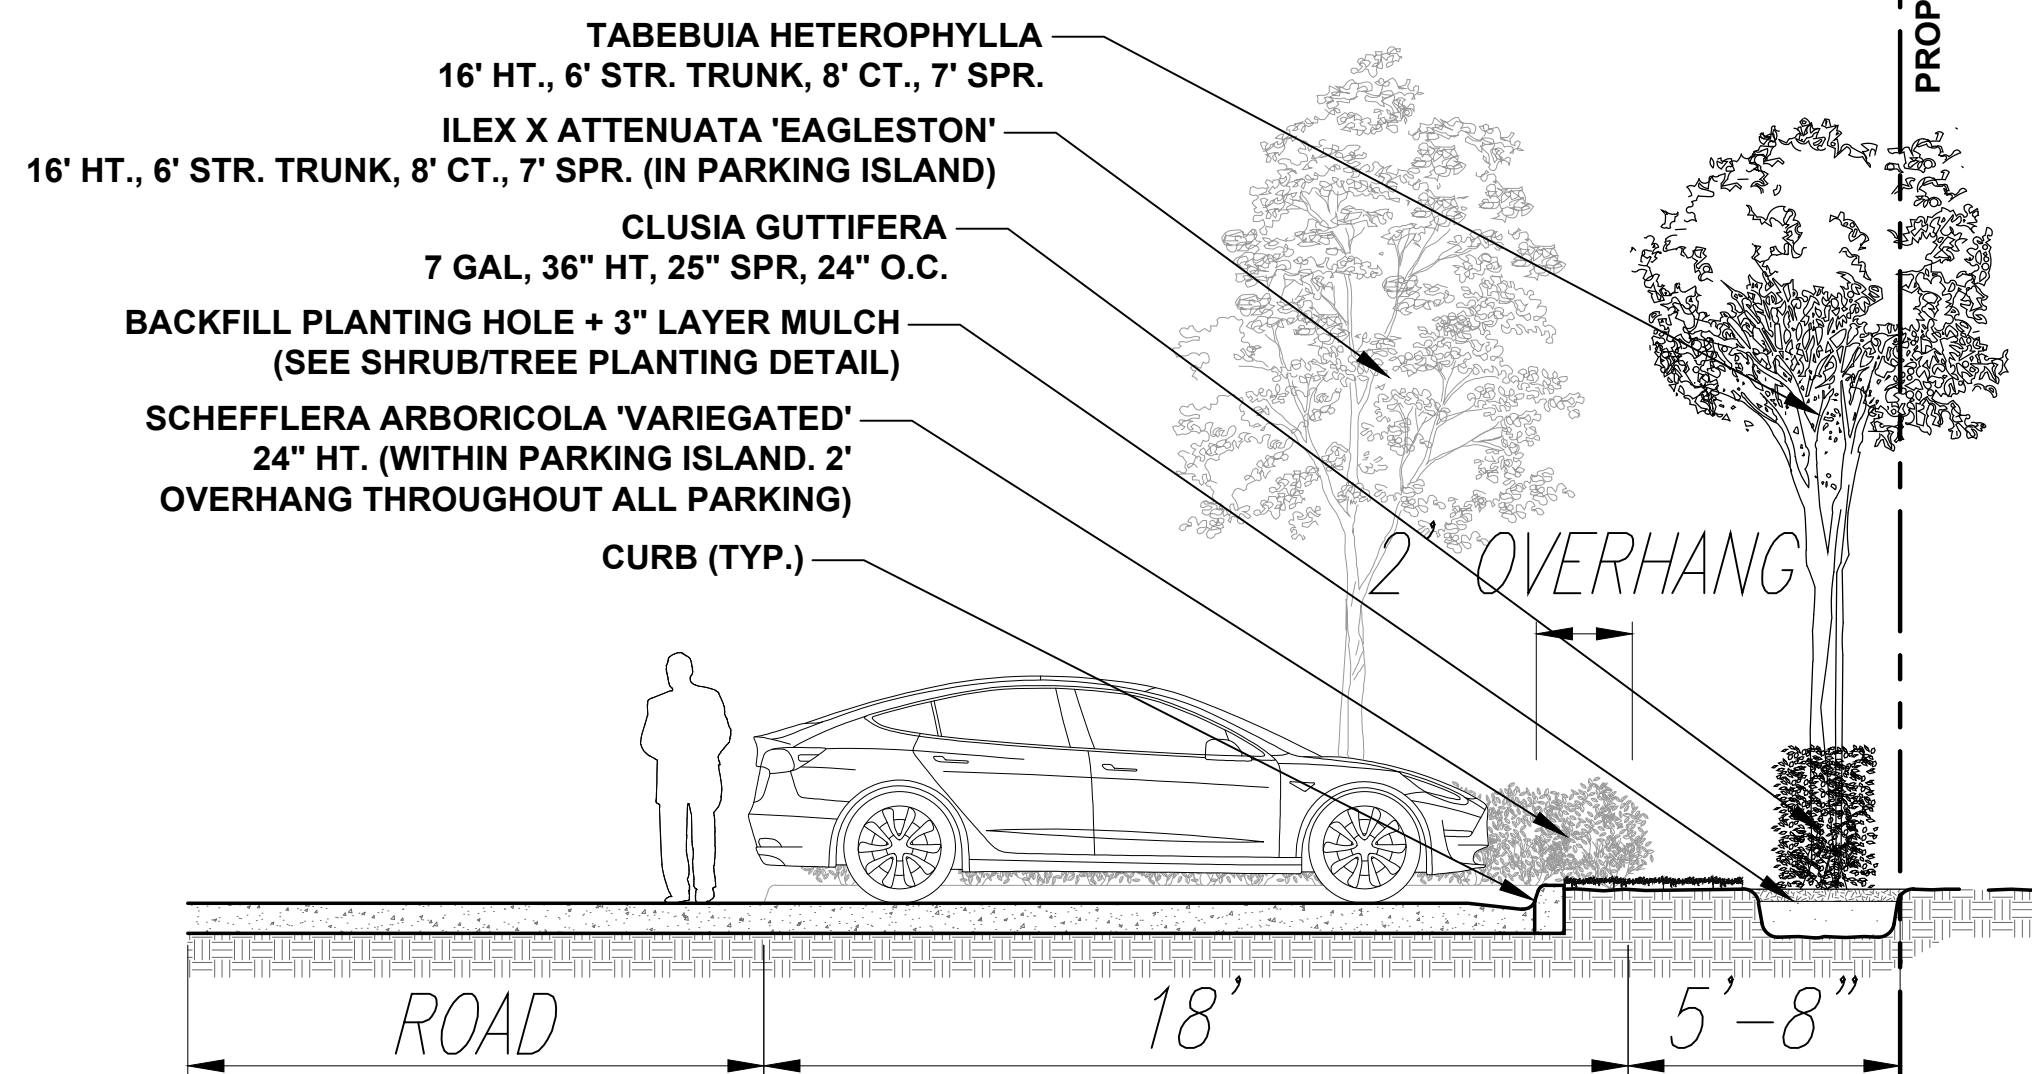 TABEBUIA HETEROPHYLLA
16' HT., 6' STR. TRUNK, 8' CT., 7' SPR.
ILEX X ATTENUATA 'EAGLESTON'
16' HT., 6' STR. TRUNK, 8' CT., 7' SPR. (IN PARKING ISLAND)
CLUSIA GUTTIFERA
7 GAL, 36" HT, 25" SPR, 24" O.C.
BACKFILL PLANTING HOLE + 3" LAYER MULCH
(SEE SHRUB/TREE PLANTING DETAIL)
SCHEFFLERA ARBORICOLA 'VARIEGATED'
24" HT. (WITHIN PARKING ISLAND. 2'
OVERHANG THROUGHOUT ALL PARKING)
CURB (TYP.)
PROP
2' OVERHANG
ROAD
18'
5'-8"